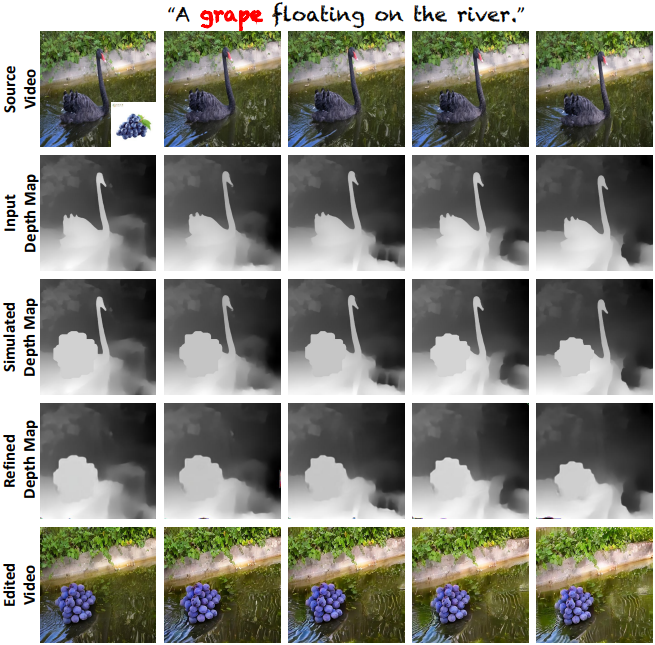 “A grape floating on the river.”
Source
Video
Input
Depth Map
Simulated
Depth Map
Refined
Depth Map
Edited
Video